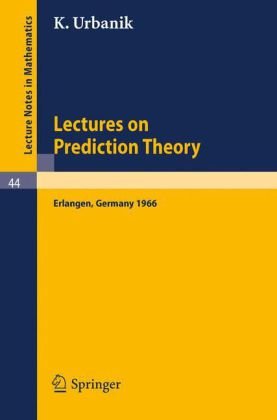 K. Urbanik
Lectures on
Prediction Theory
Erlangen, Germany 1966
Lecture Notes in Mathematics
44
Springer